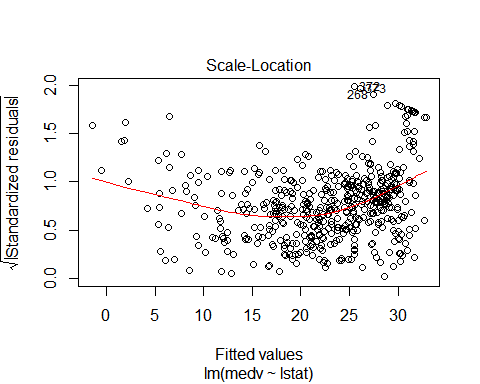 Scale-Location
√|Standardized residuals|
2.0
1.5
1.0
0.5
0.0
268
0 5 10 15 20 25 30
Fitted values
lm(medv ~ lstat)